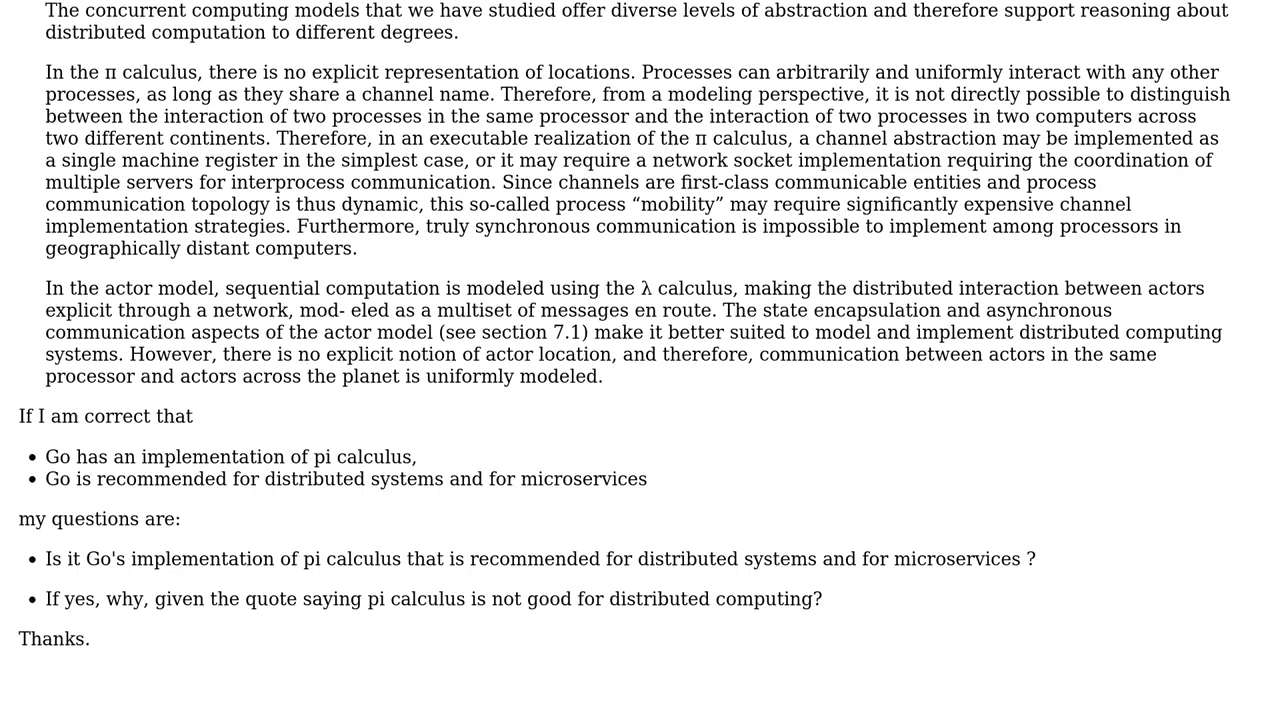 The concurrent computing models that we have studied offer diverse levels of abstraction and therefore support reasoning about
distributed computation to different degrees.
In the π calculus, there is no explicit representation of locations. Processes can arbitrarily and uniformly interact with any other
processes, as long as they share a channel name. Therefore, from a modeling perspective, it is not directly possible to distinguish
between the interaction of two processes in the same processor and the interaction of two processes in two computers across
two different continents. Therefore, in an executable realization of the π calculus, a channel abstraction may be implemented as
a single machine register in the simplest case, or it may require a network socket implementation requiring the coordination of
multiple servers for interprocess communication. Since channels are first-class communicable entities and process
communication topology is thus dynamic, this so-called process “mobility” may require significantly expensive channel
implementation strategies. Furthermore, truly synchronous communication is impossible to implement among processors in
geographically distant computers.
In the actor model, sequential computation is modeled using the λ calculus, making the distributed interaction between actors
explicit through a network, mod- eled as a multiset of messages en route. The state encapsulation and asynchronous
communication aspects of the actor model (see section 7.1) make it better suited to model and implement distributed computing
systems. However, there is no explicit notion of actor location, and therefore, communication between actors in the same
processor and actors across the planet is uniformly modeled.
If I am correct that
• Go has an implementation of pi calculus,
• Go is recommended for distributed systems and for microservices
my questions are:
• Is it Go's implementation of pi calculus that is recommended for distributed systems and for microservices ?
• If yes, why, given the quote saying pi calculus is not good for distributed computing?
Thanks.